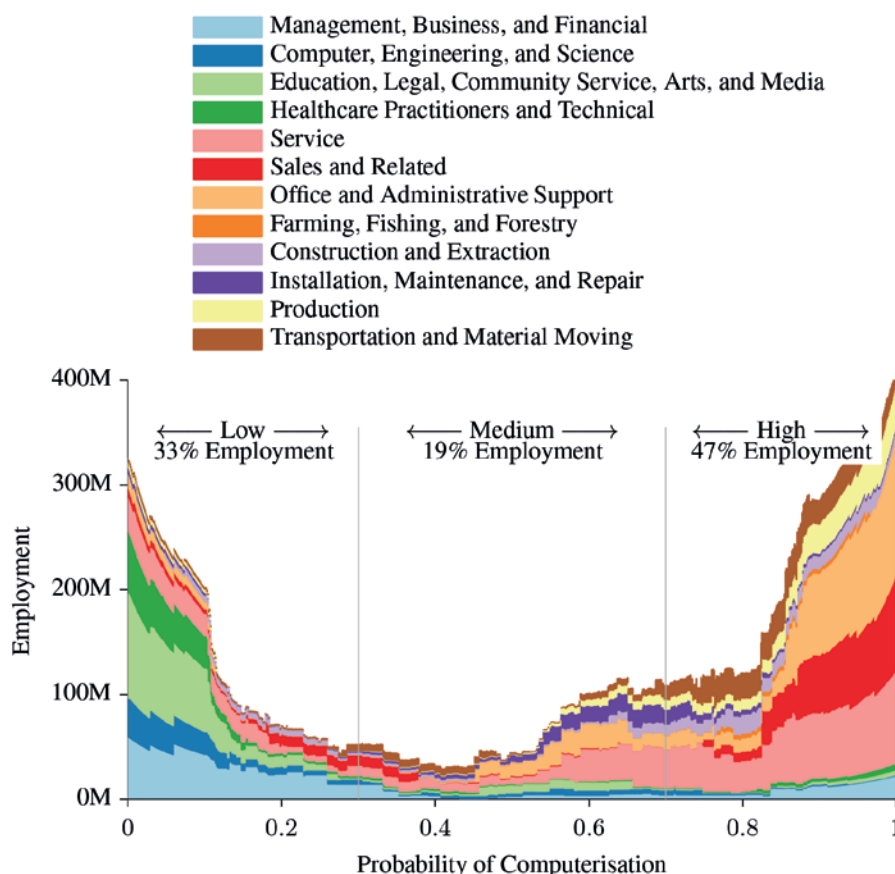 Management, Business, and Financial
Computer, Engineering, and Science
Education, Legal, Community Service, Arts, and Media
Healthcare Practitioners and Technical
Service
Sales and Related
Office and Administrative Support
Farming, Fishing, and Forestry
Construction and Extraction
Installation, Maintenance, and Repair
Production
Transportation and Material Moving
400M
Low
Medium
High
33% Employment
19% Employment
47% Employment
300M
Employment
200M
100M
0M
0
0.2
0.4
0.6
0.8
1
Probability of Computerisation